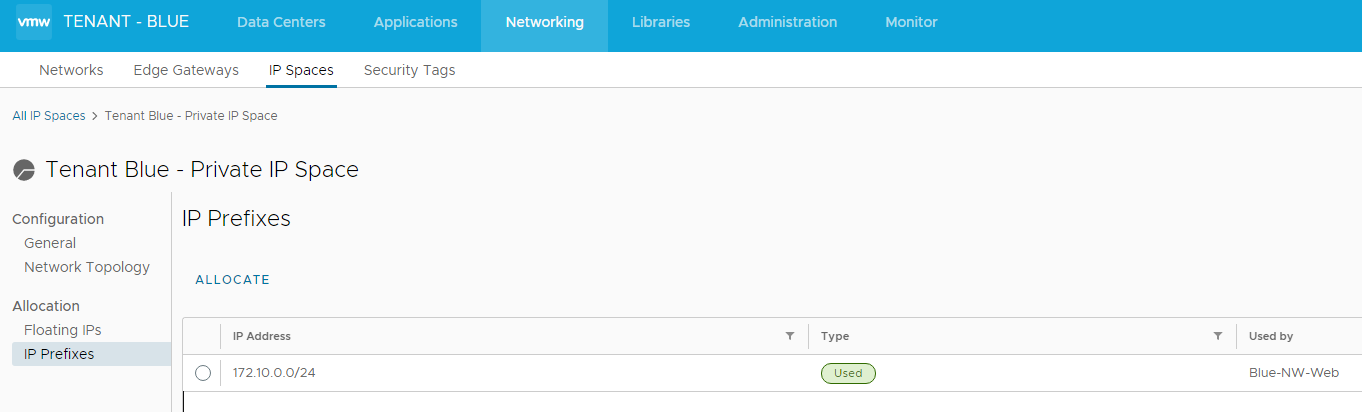 vmw TENANT - BLUE Data Centers Applications Networking Libraries Administration Monitor
Networks Edge Gateways IP Spaces Security Tags
All IP Spaces > Tenant Blue - Private IP Space
Tenant Blue - Private IP Space
Configuration
General
Network Topology
Allocation
Floating IPs
IP Prefixes
IP Prefixes
ALLOCATE
IP Address Type Used by
172.10.0.0/24 Used Blue-NW-Web